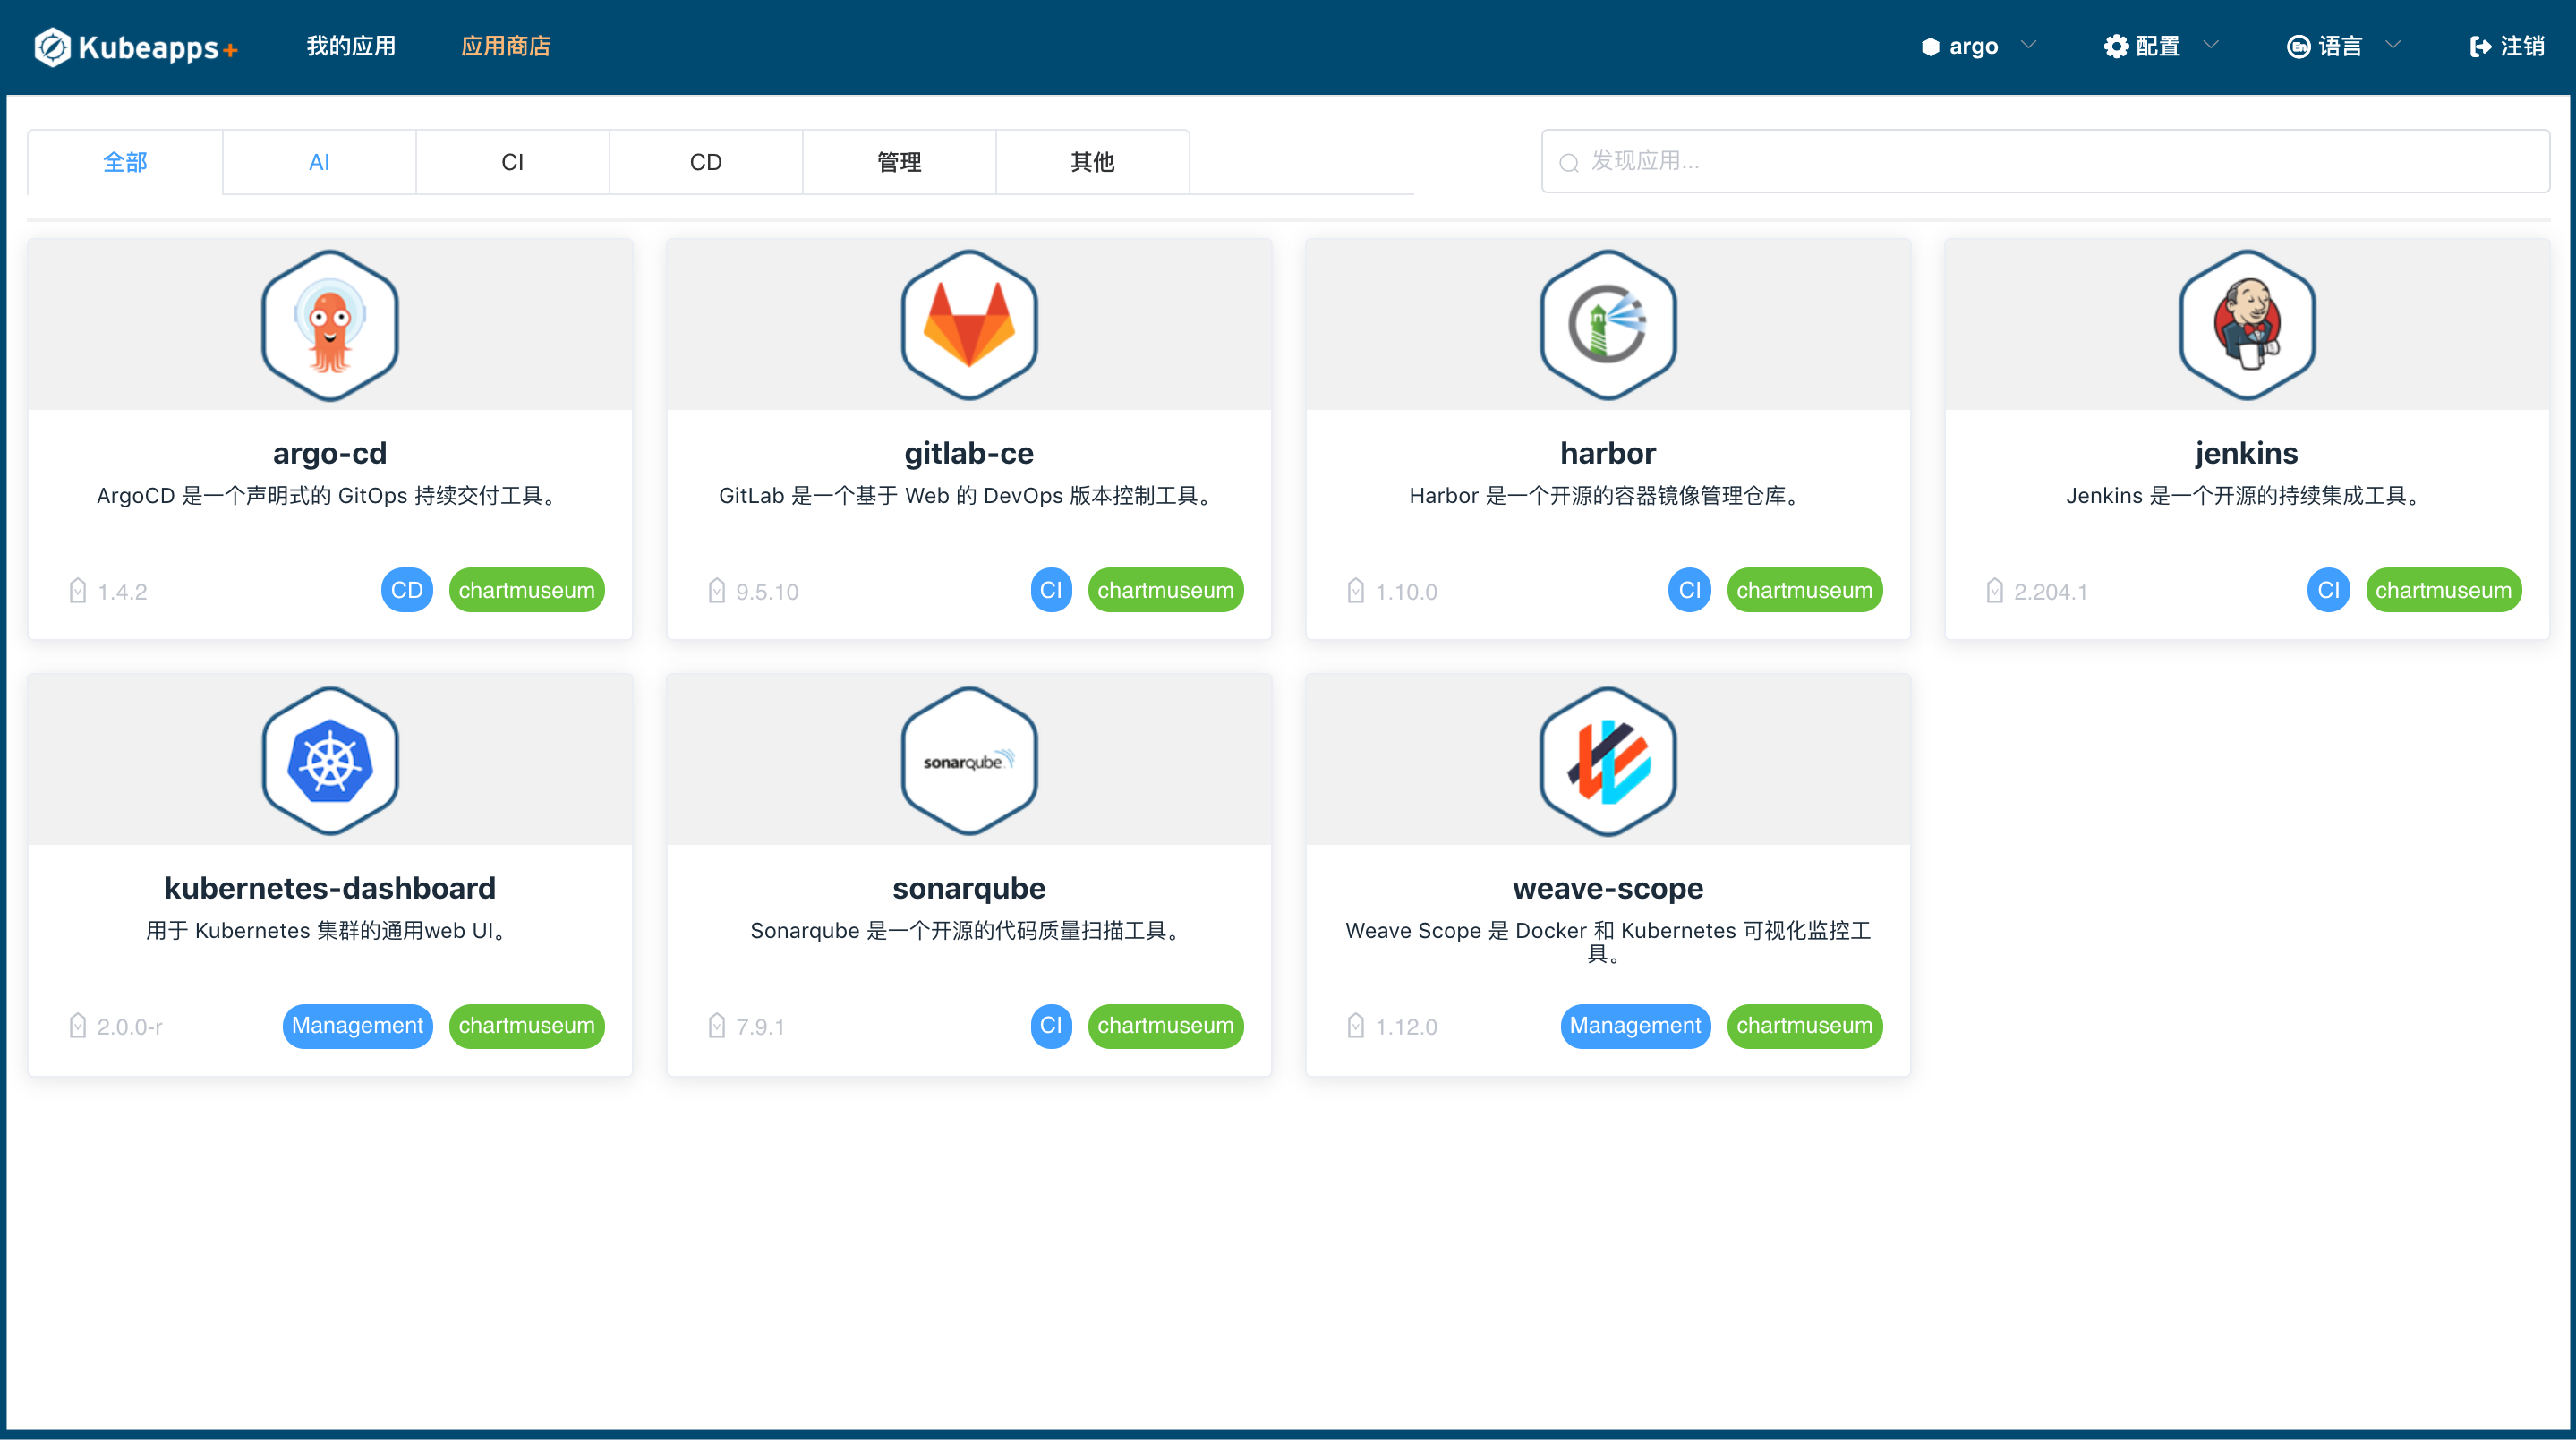 Kubeapps+ 我的应用 应用商店 argo 配置 En 语言 注销
全部 AI CI CD 管理 其他 发现应用...
argo-cd
ArgoCD 是一个声明式的 GitOps 持续交付工具。
V 1.4.2 CD chartmuseum
gitlab-ce
GitLab 是一个基于 Web 的 DevOps 版本控制工具。
V 9.5.10 CI chartmuseum
harbor
Harbor 是一个开源的容器镜像管理仓库。
V 1.10.0 CI chartmuseum
jenkins
Jenkins 是一个开源的持续集成工具。
V 2.204.1 CI chartmuseum
kubernetes-dashboard
用于 Kubernetes 集群的通用web UI。
V 2.0.0-r Management chartmuseum
sonarqube
sonarqube
Sonarqube 是一个开源的代码质量扫描工具。
V 7.9.1 CI chartmuseum
weave-scope
Weave Scope 是 Docker 和 Kubernetes 可视化监控工
具。
V 1.12.0 Management chartmuseum